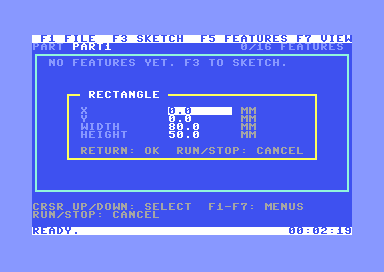 F1 FILE  F3 SKETCH  F5 FEATURES F7 VIEW
PART PART1 0/16 FEATURES
NO FEATURES YET. F3 TO SKETCH.
RECTANGLE
X 0.0 MM
Y 0.0 MM
WIDTH 80.0 MM
HEIGHT 50.0 MM
RETURN: OK  RUN/STOP: CANCEL
CRSR UP/DOWN: SELECT  F1-F7: MENUS
RUN/STOP: CANCEL
READY. 00:02:19